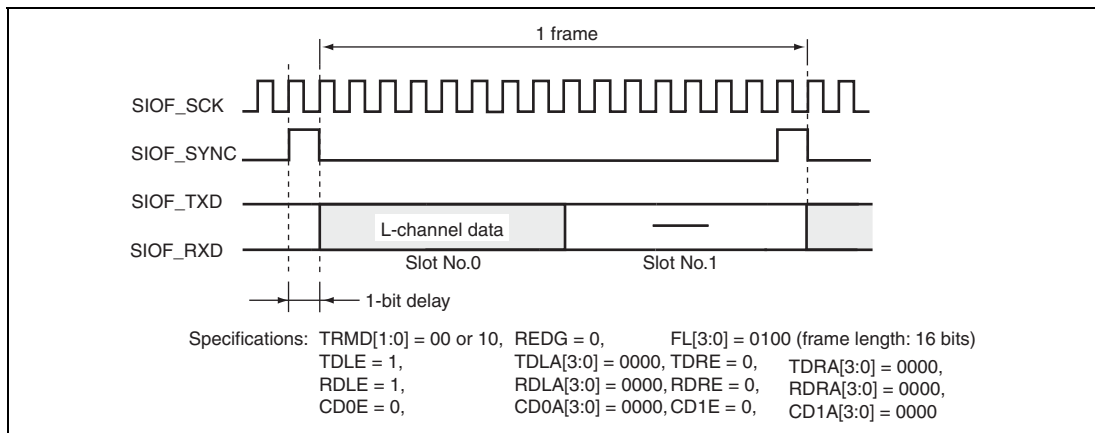 1 frame
SIOF_SCK
SIOF_SYNC
SIOF_TXD
L-channel data
SIOF_RXD
Slot No.0 Slot No.1
1-bit delay
Specifications: TRMD[1:0] = 00 or 10, REDG = 0, FL[3:0] = 0100 (frame length: 16 bits)
TDLE = 1, TDLA[3:0] = 0000, TDRE = 0, TDRA[3:0] = 0000,
RDLE = 1, RDLA[3:0] = 0000, RDRE = 0, RDRA[3:0] = 0000,
CD0E = 0, CD0A[3:0] = 0000, CD1E = 0, CD1A[3:0] = 0000